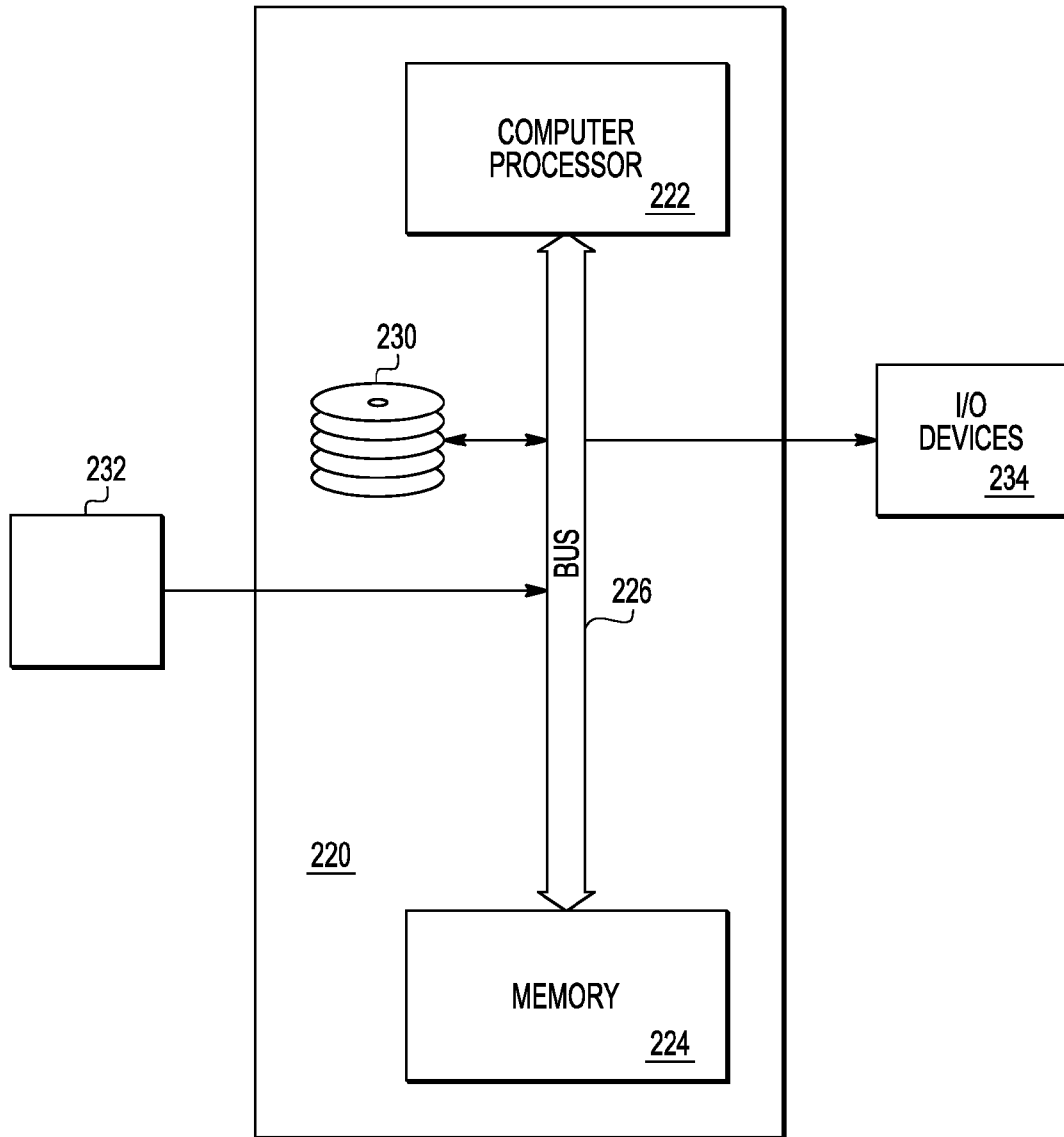 COMPUTER
PROCESSOR
222
230
I/O
DEVICES
234
232
BUS
226
220
MEMORY
224